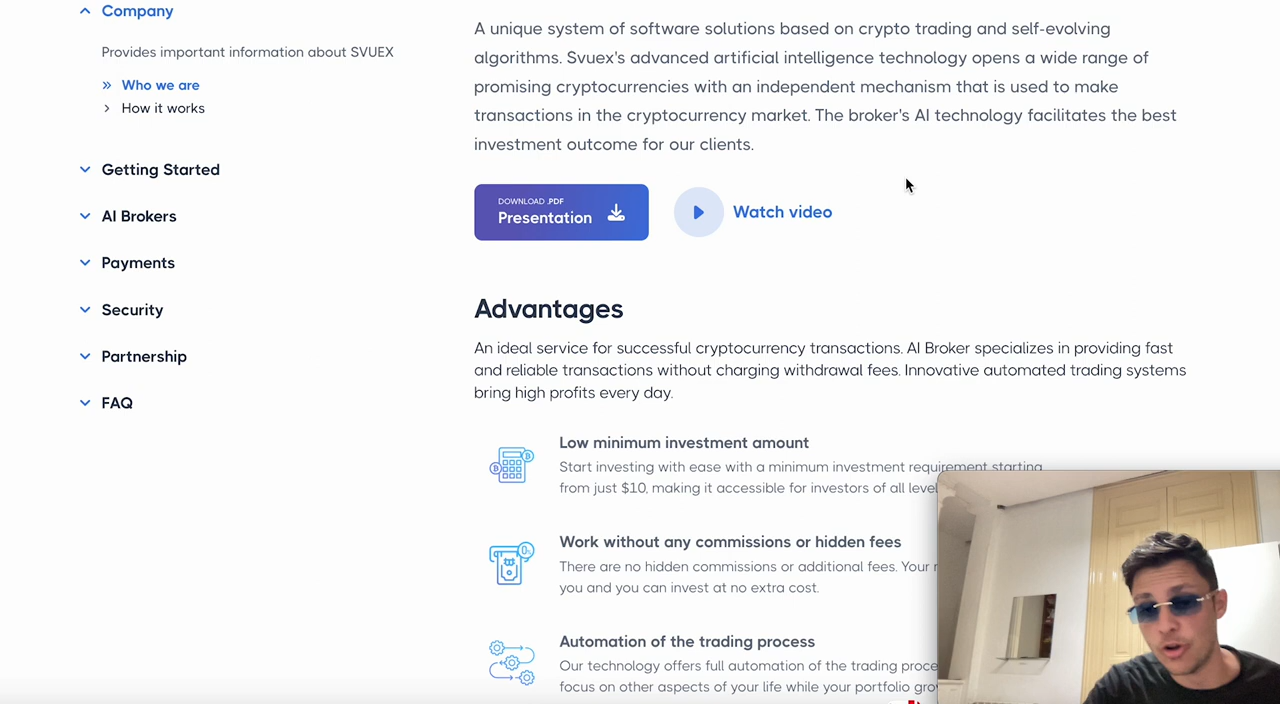 Company
Provides important information about SVUEX
Who we are
How it works
Getting Started
AI Brokers
Payments
Security
Partnership
FAQ
A unique system of software solutions based on crypto trading and self-evolving
algorithms. Svuex's advanced artificial intelligence technology opens a wide range of
promising cryptocurrencies with an independent mechanism that is used to make
transactions in the cryptocurrency market. The broker's AI technology facilitates the best
investment outcome for our clients.
DOWNLOAD .PDF
Presentation
Watch video
Advantages
An ideal service for successful cryptocurrency transactions. AI Broker specializes in providing fast
and reliable transactions without charging withdrawal fees. Innovative automated trading systems
bring high profits every day.
Low minimum investment amount
Start investing with ease with a minimum investment requirement starting
from just $10, making it accessible for investors of all
Work without any commissions or hidden fees
There are no hidden commissions or additional fees. Your
you and you can invest at no extra cost.
Automation of the trading process
Our technology offers full automation of the trading
focus on other aspects of your life while your portfolio